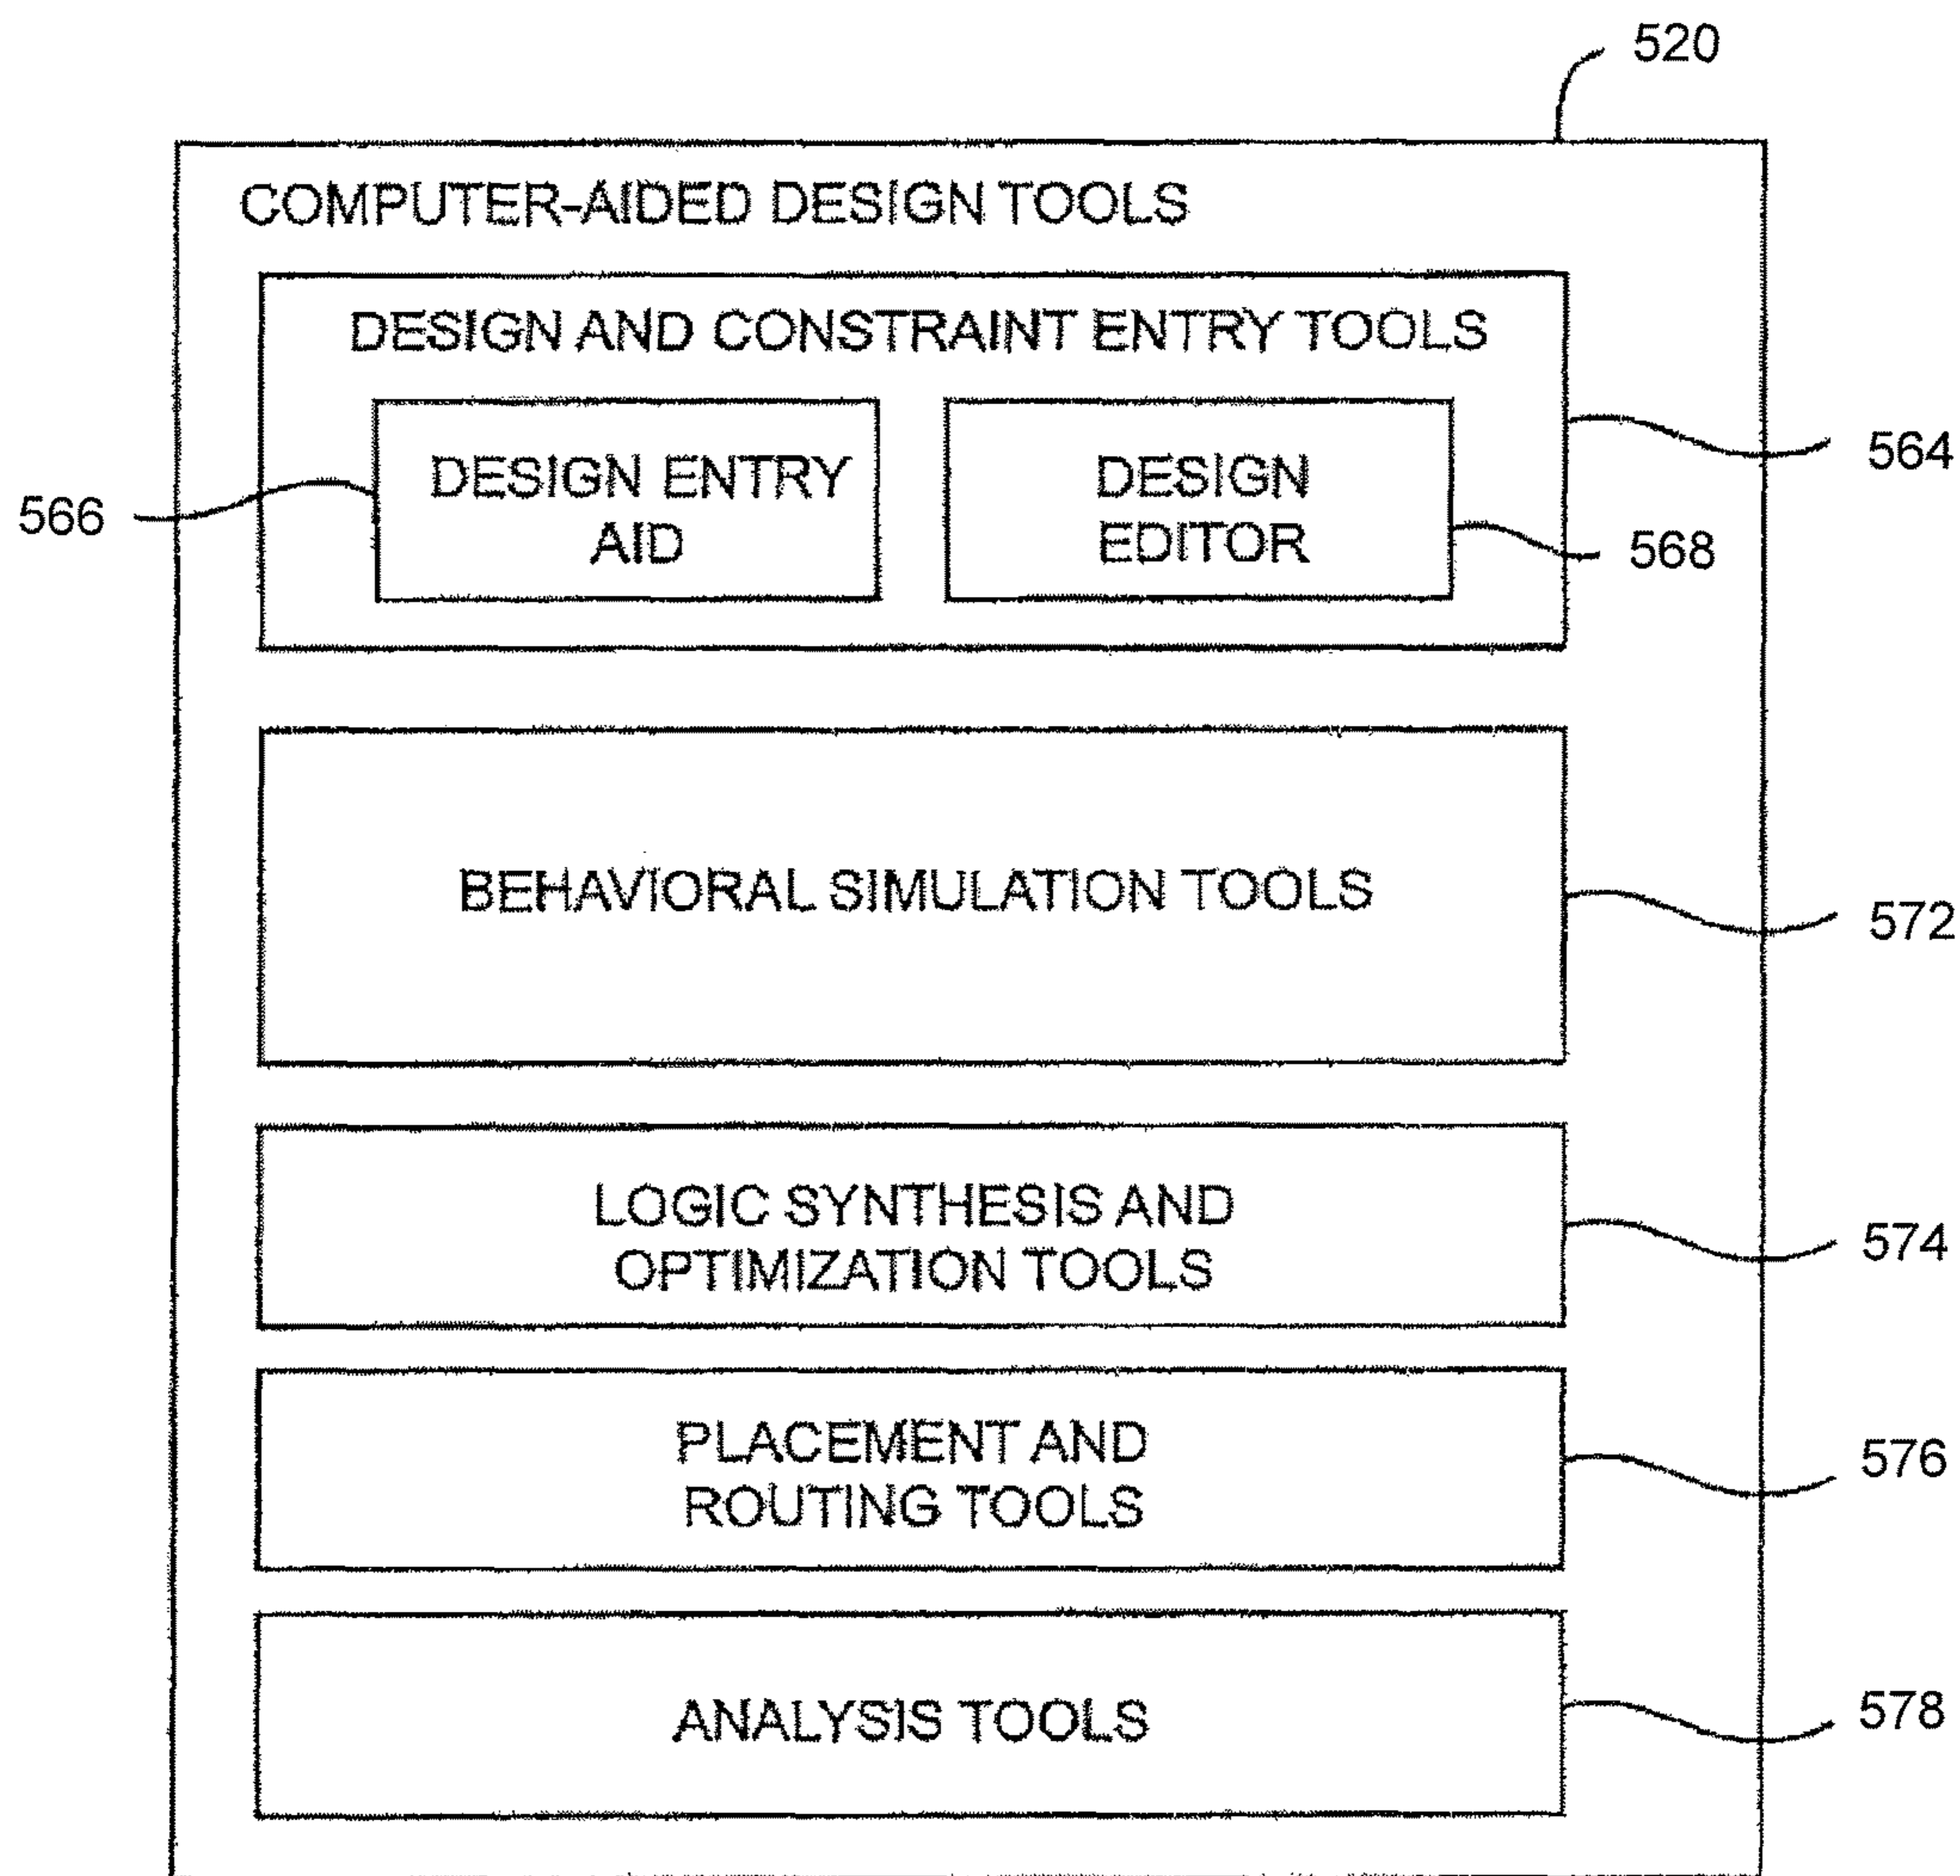 520
COMPUTER-AIDED DESIGN TOOLS
DESIGN AND CONSTRAINT ENTRY TOOLS
DESIGN ENTRY
AID
DESIGN
EDITOR
564
566
568
BEHAVIORAL SIMULATION TOOLS
572
LOGIC SYNTHESIS AND
OPTIMIZATION TOOLS
574
PLACEMENT AND
ROUTING TOOLS
576
ANALYSIS TOOLS
578